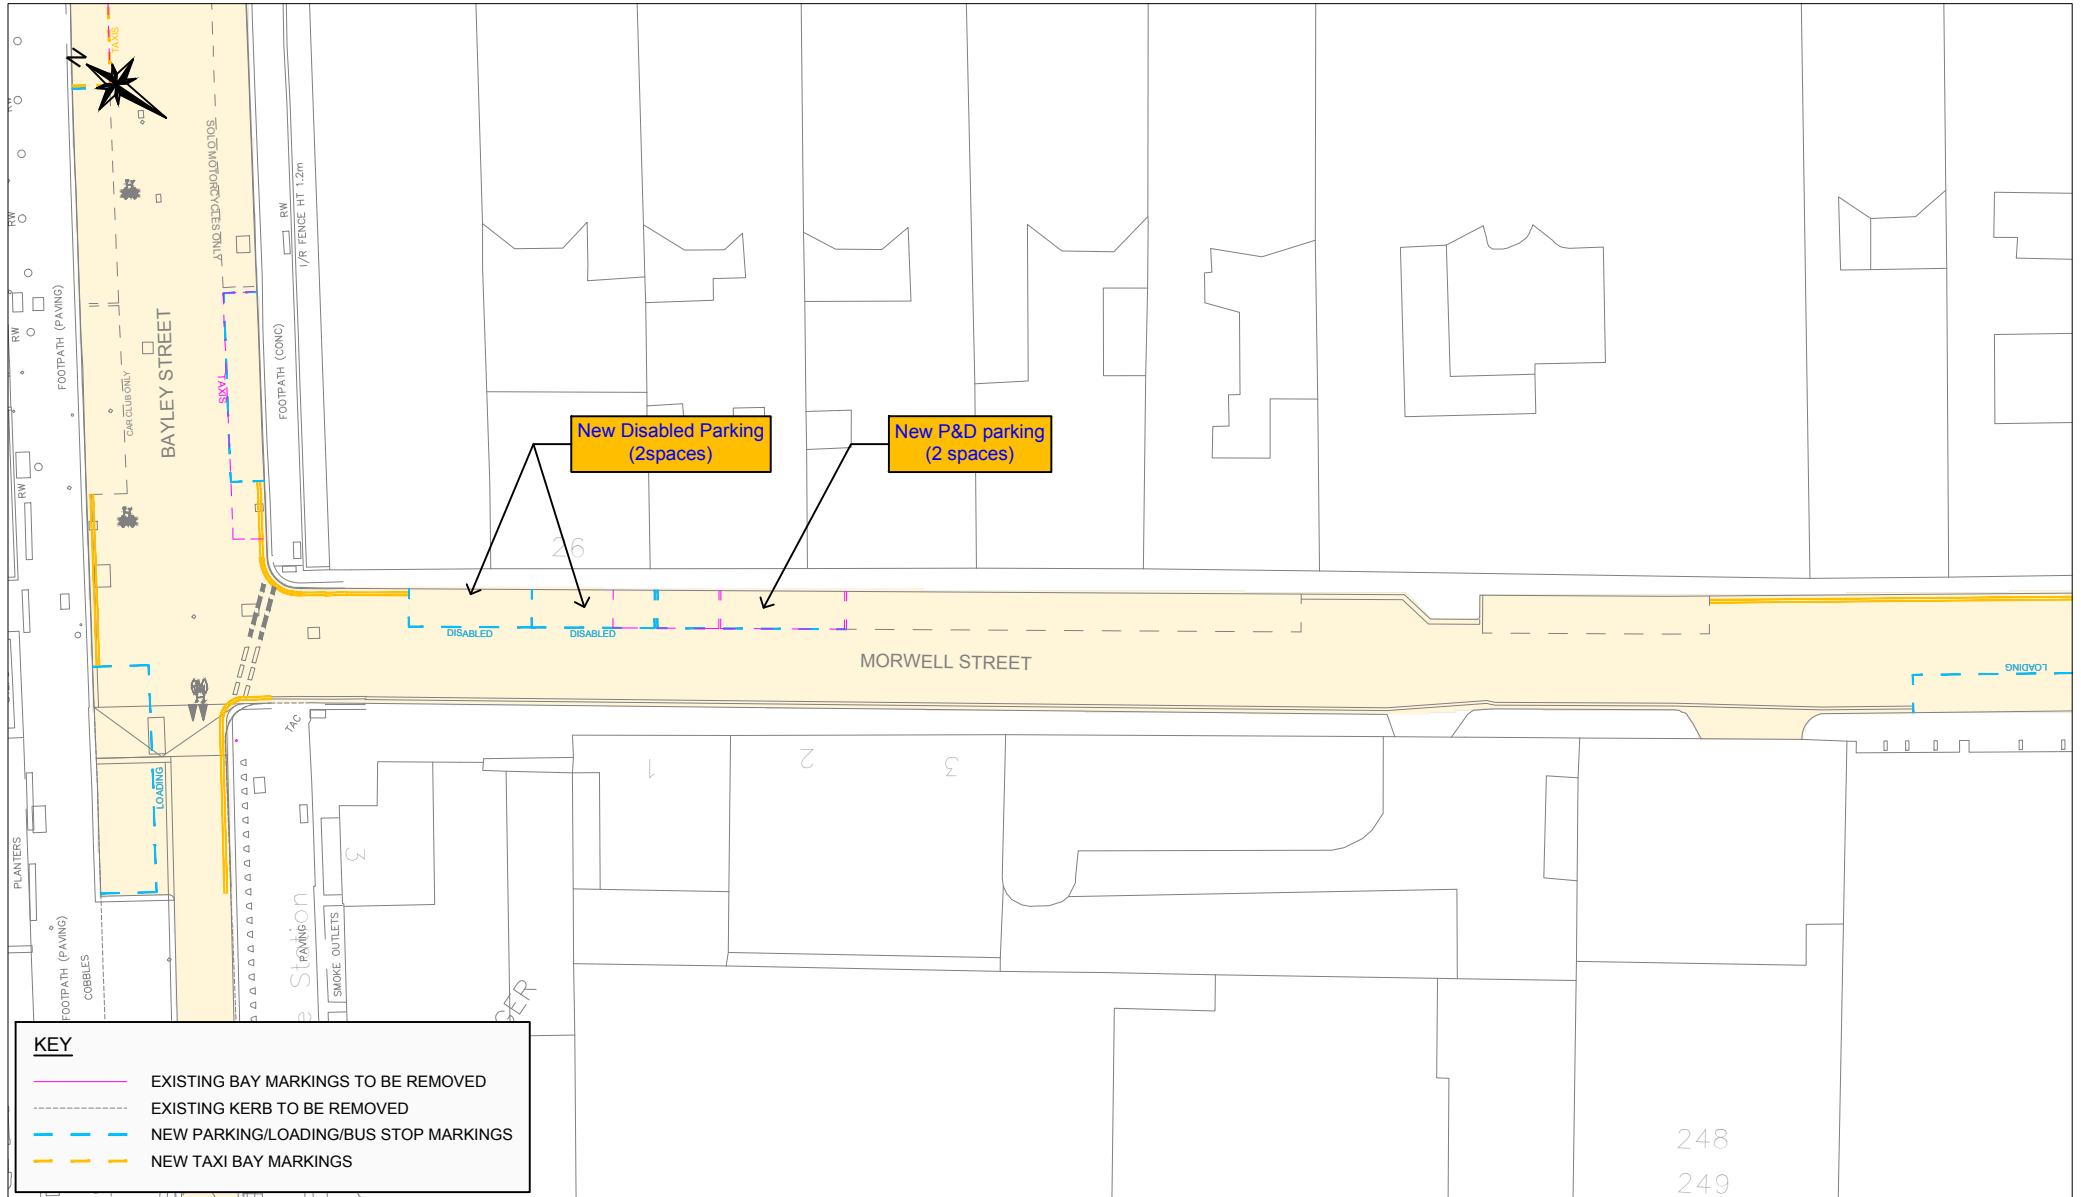 TAXIS
N
SOLO MOTORCYCLES ONLY
RW
I/R FENCE HT 1.2m
RW
RW
FOOTPATH (PAVING)
RW
BAYLEY STREET
CAR CLUB ONLY
TAXIS
FOOTPATH (CONC)
RW
New Disabled Parking
(2spaces)
New P&D parking
(2 spaces)
26
DISABLED
DISABLED
MORWELL STREET
LOADING
TAC
LOADING
1
2
3
3
PLANTERS
FOOTPATH (PAVING)
COBBLES
PAVING
e Station
SMOKE OUTLETS
SER
KEY
EXISTING BAY MARKINGS TO BE REMOVED
EXISTING KERB TO BE REMOVED
NEW PARKING/LOADING/BUS STOP MARKINGS
NEW TAXI BAY MARKINGS
248
249